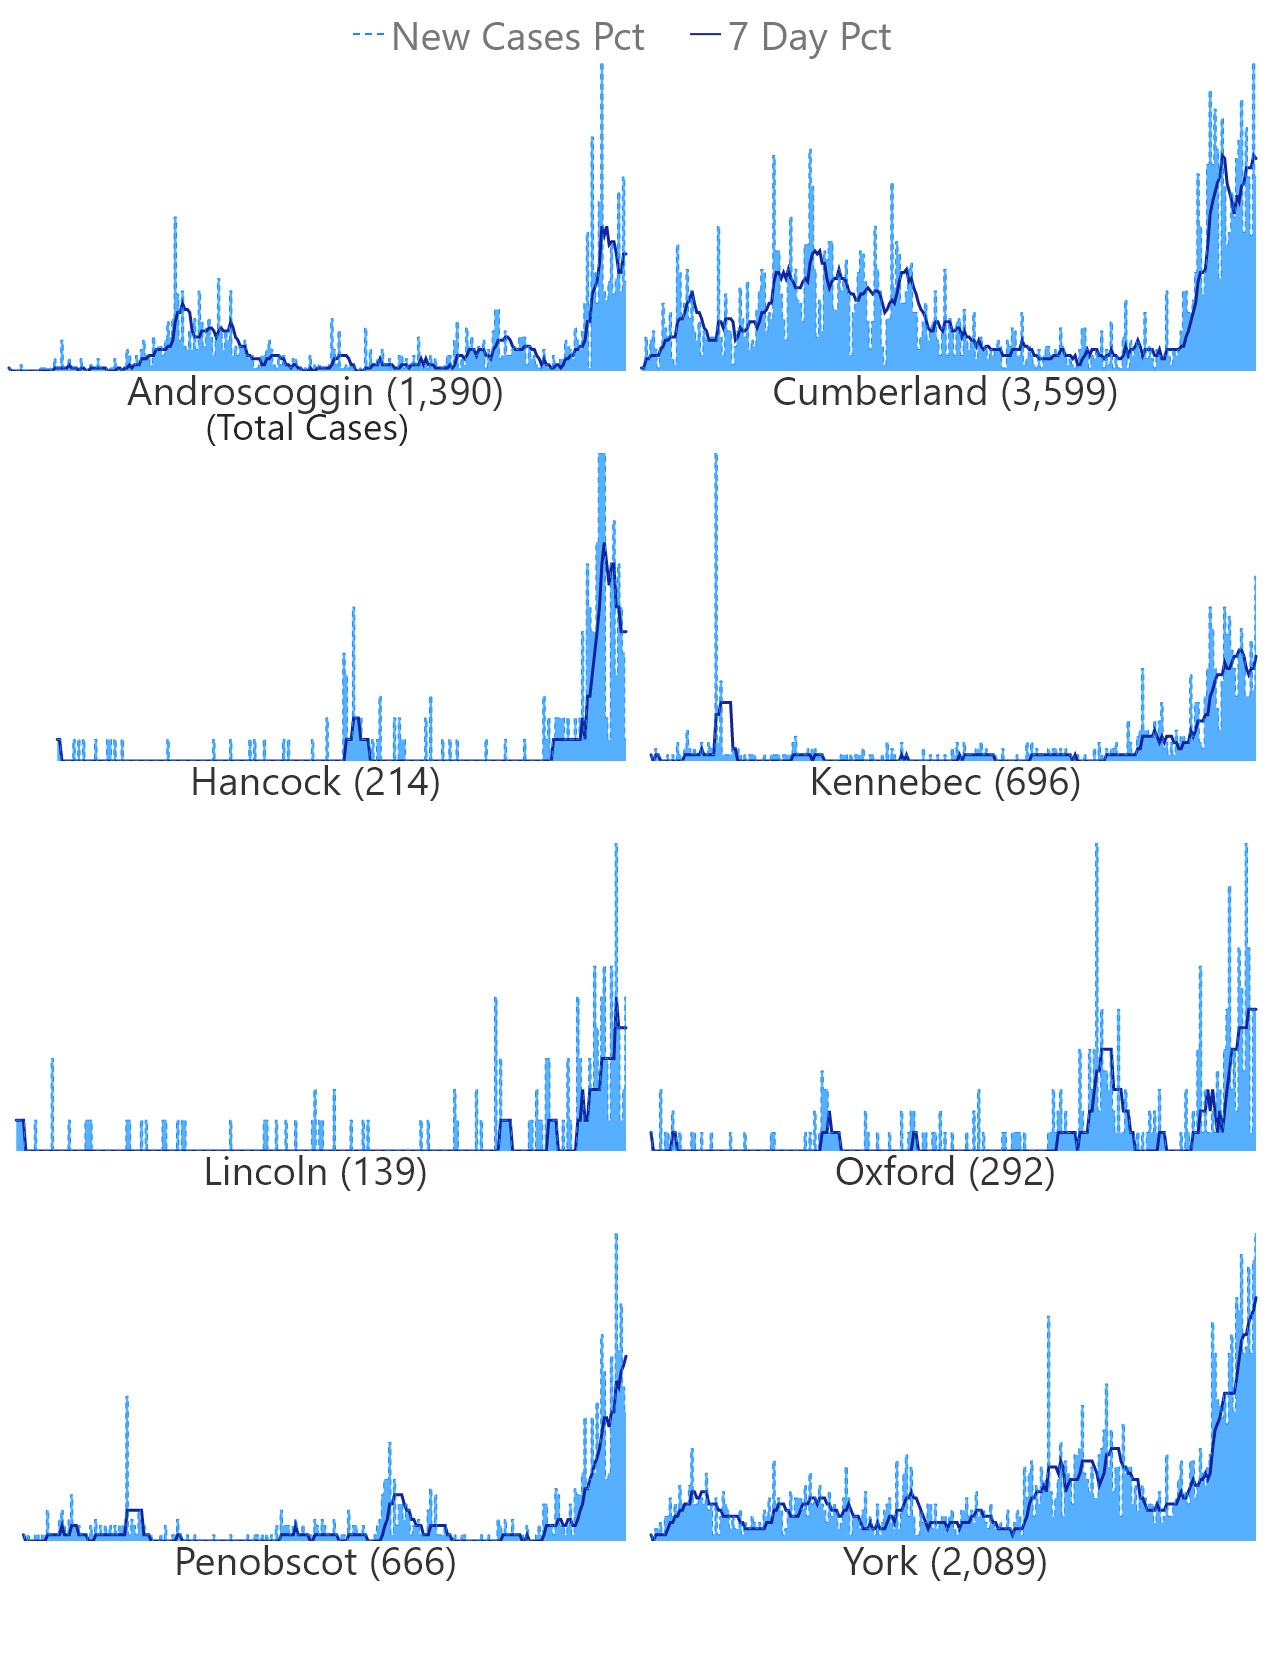 New Cases Pct 7 Day Pct
Androscoggin (1,390) Cumberland (3,599)
(Total Cases)
Hancock (214) Kennebec (696)
Lincoln (139) Oxford (292)
Penobscot (666) York (2,089)